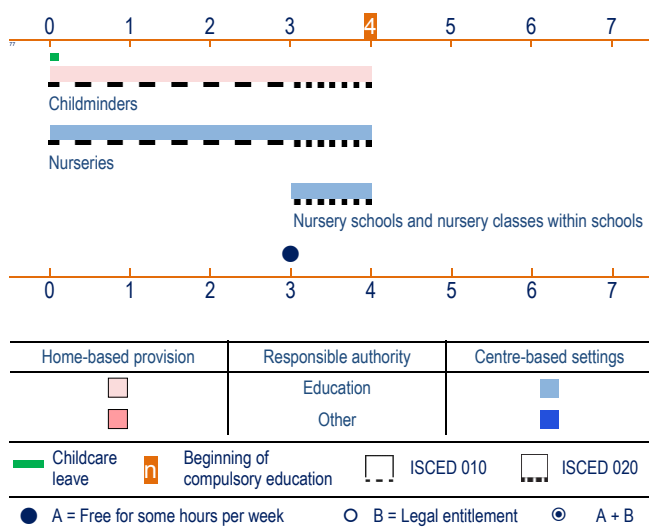 0 1 2 3 4 5 6 7
77
Childminders
Nurseries
Nursery schools and nursery classes within schools
0 1 2 3 4 5 6 7
Home-based provision Responsible authority Centre-based settings
Education
Other
Childcare leave
n
Beginning of compulsory education
ISCED 010
ISCED 020
A = Free for some hours per week
B = Legal entitlement
A + B